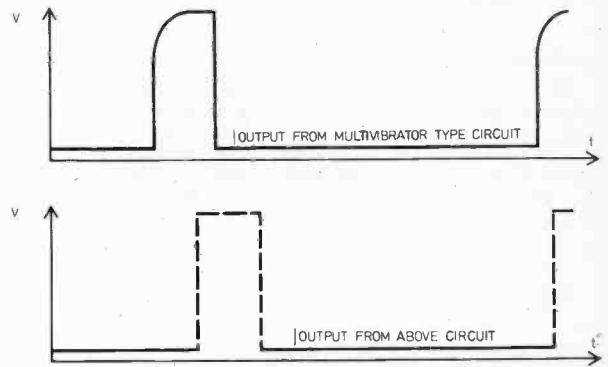 V
OUTPUT FROM MULTIVIBRATOR TYPE CIRCUIT
t
V
OUTPUT FROM ABOVE CIRCUIT
t